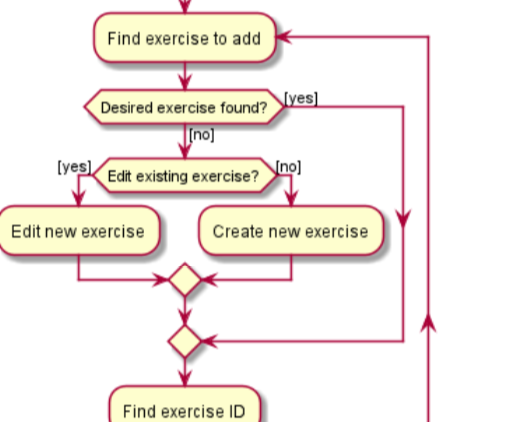 Find exercise to add
Desired exercise found?
[yes]
[no]
[yes]
Edit existing exercise?
[no]
Edit new exercise
Create new exercise
Find exercise ID